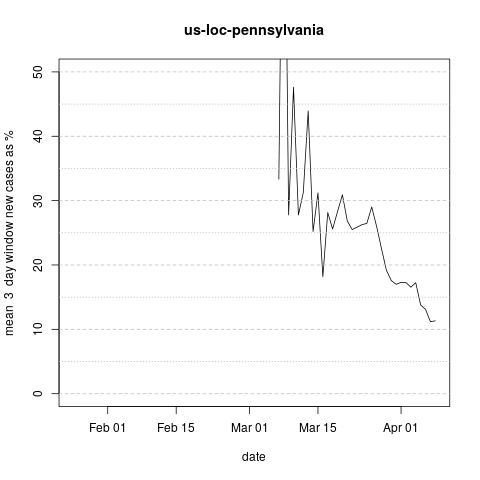 us-loc-pennsylvania
50
40
30
20
10
0
mean 3 day window new cases as %
Feb 01 Feb 15 Mar 01 Mar 15 Apr 01
date